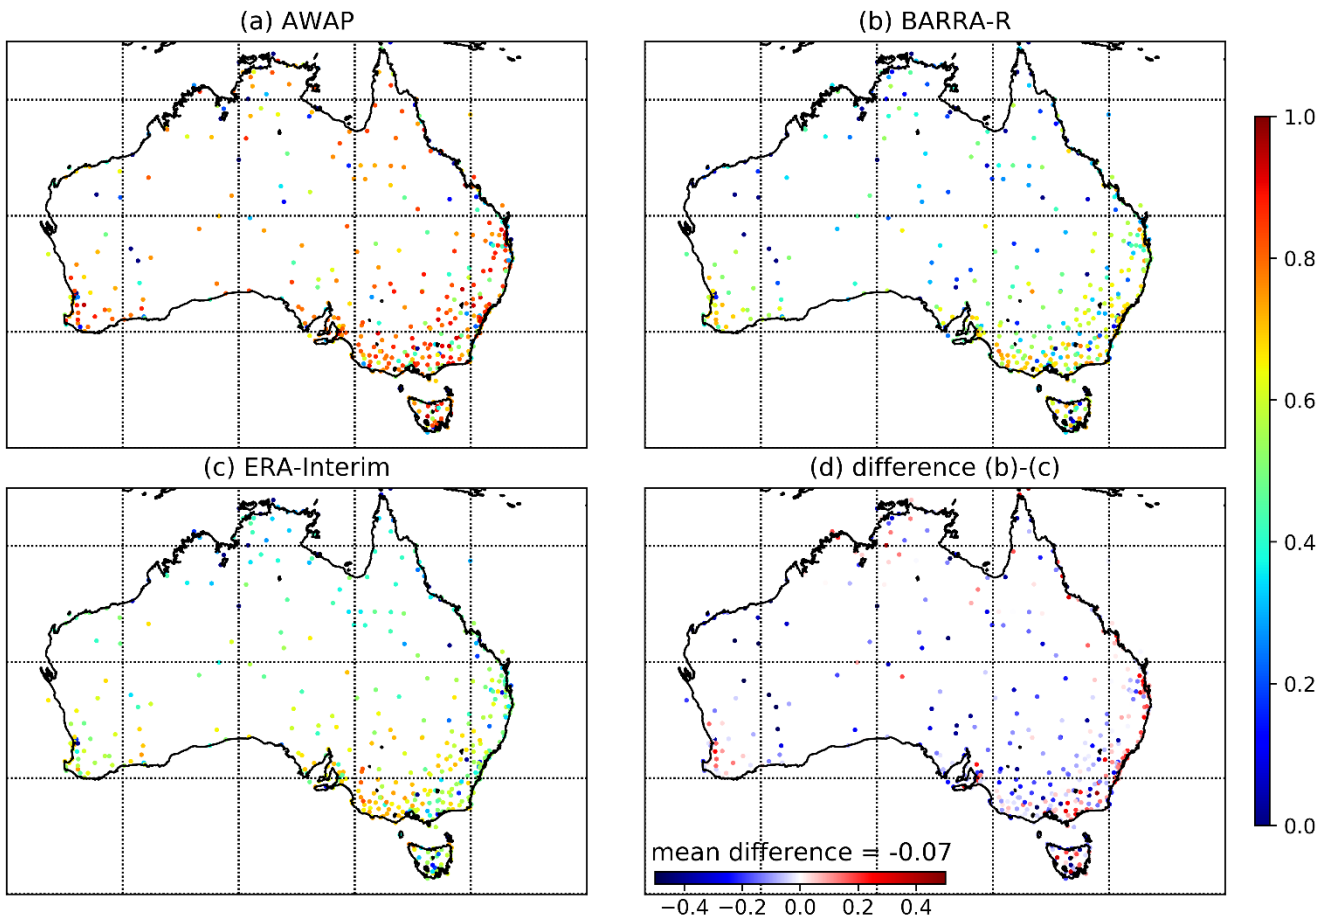 (a) AWAP
(b) BARRA-R
1.0
0.8
0.6
0.4
0.2
0.0
(c) ERA-Interim
(d) difference (b)-(c)
mean difference = -0.07
−0.4 −0.2 0.0 0.2 0.4